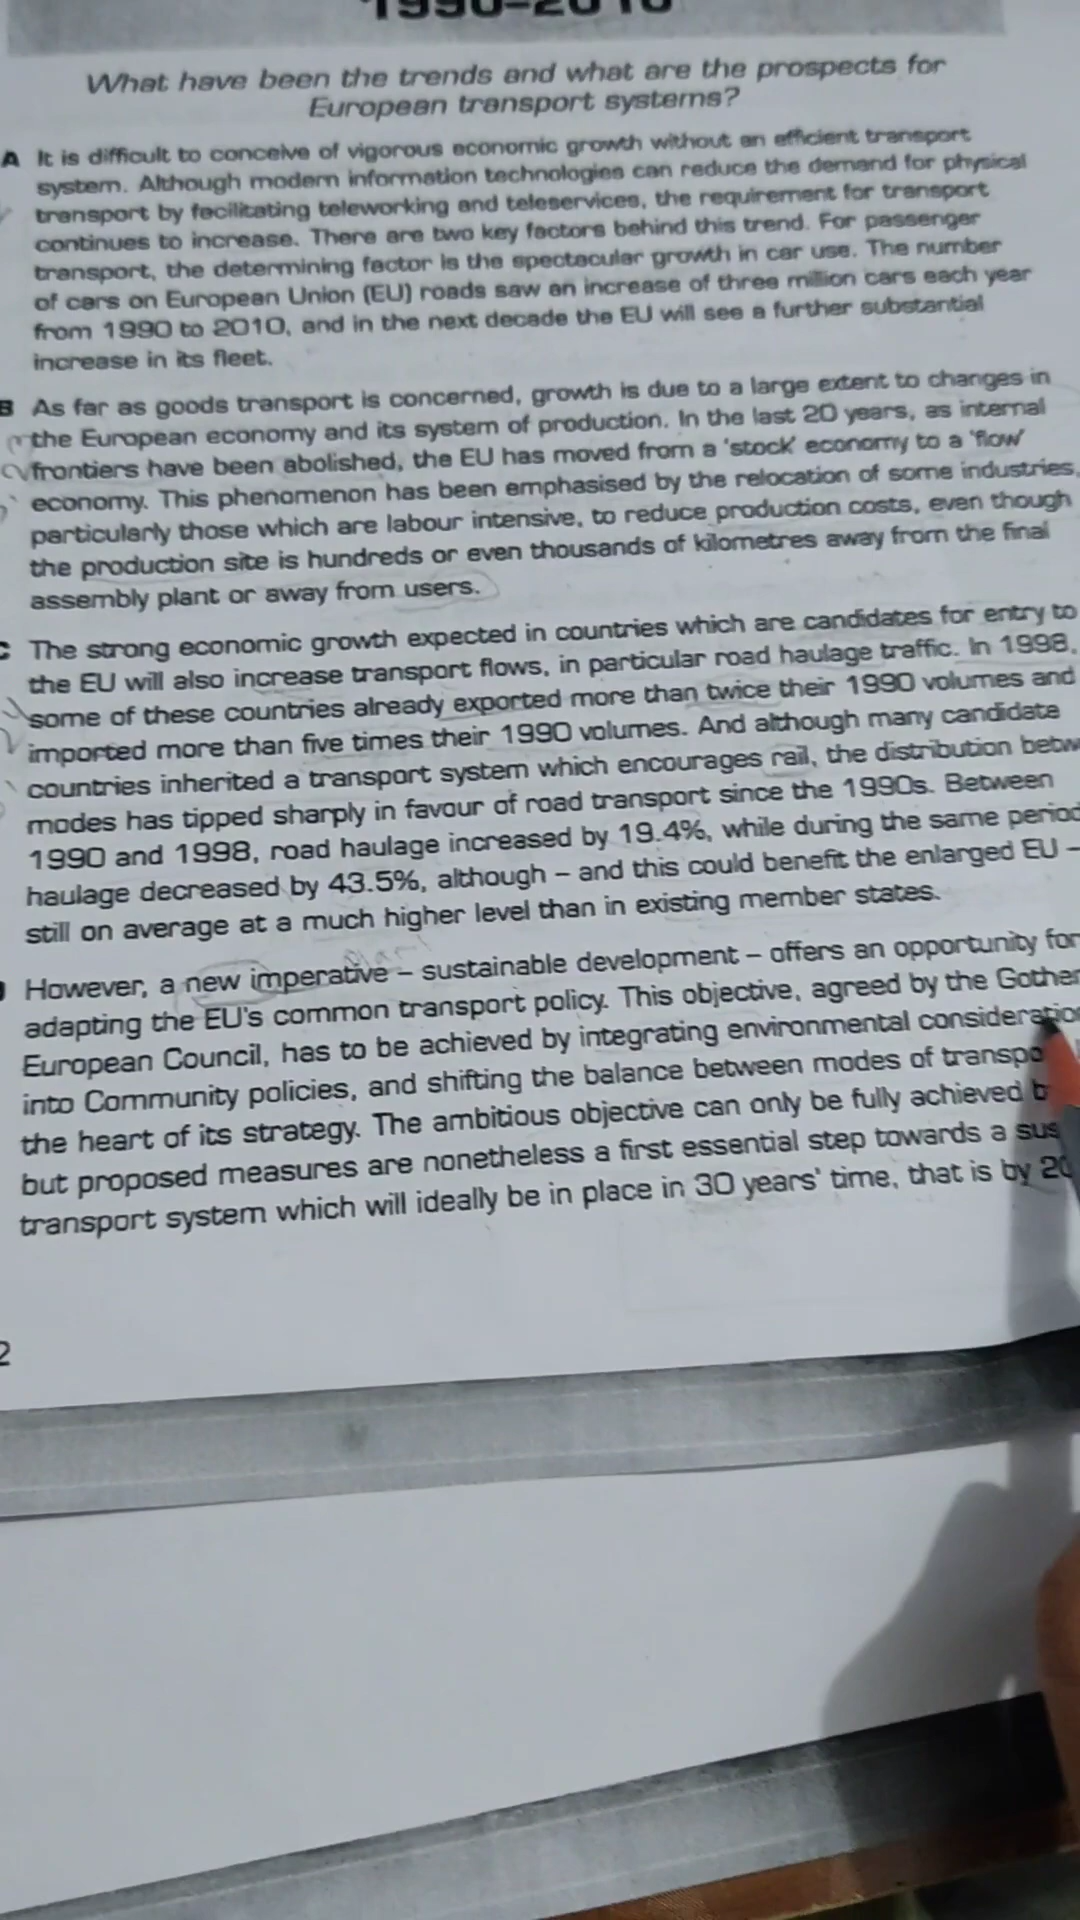 1990-2010
What have been the trends and what are the prospects for
European transport systems?
A It is difficult to conceive of vigorous economic growth without an efficient transport
system. Although modern information technologies can reduce the demand for physical
transport by facilitating teleworking and teleservices, the requirement for transport
continues to increase. There are two key factors behind this trend. For passenger
transport, the determining factor is the spectacular growth in car use. The number
of cars on European Union (EU) roads saw an increase of three million cars each year
from 1990 to 2010, and in the next decade the EU will see a further substantial
increase in its fleet.
B As far as goods transport is concerned, growth is due to a large extent to changes in
the European economy and its system of production. In the last 20 years, as internal
frontiers have been abolished, the EU has moved from a 'stock' economy to a 'flow'
economy. This phenomenon has been emphasised by the relocation of some industries,
particularly those which are labour intensive, to reduce production costs, even though
the production site is hundreds or even thousands of kilometres away from the final
assembly plant or away from users.
C The strong economic growth expected in countries which are candidates for entry to
the EU will also increase transport flows, in particular road haulage traffic. In 1998,
some of these countries already exported more than twice their 1990 volumes and
imported more than five times their 1990 volumes. And although many candidate
countries inherited a transport system which encourages rail, the distribution betw
modes has tipped sharply in favour of road transport since the 1990s. Between
1990 and 1998, road haulage increased by 19.4%, while during the same period
haulage decreased by 43.5%, although – and this could benefit the enlarged EU –
still on average at a much higher level than in existing member states.
However, a new imperative – sustainable development – offers an opportunity for
adapting the EU's common transport policy. This objective, agreed by the Gothen
European Council, has to be achieved by integrating environmental consideration
into Community policies, and shifting the balance between modes of transpo
the heart of its strategy. The ambitious objective can only be fully achieved b
but proposed measures are nonetheless a first essential step towards a sus
transport system which will ideally be in place in 30 years' time, that is by 20
2